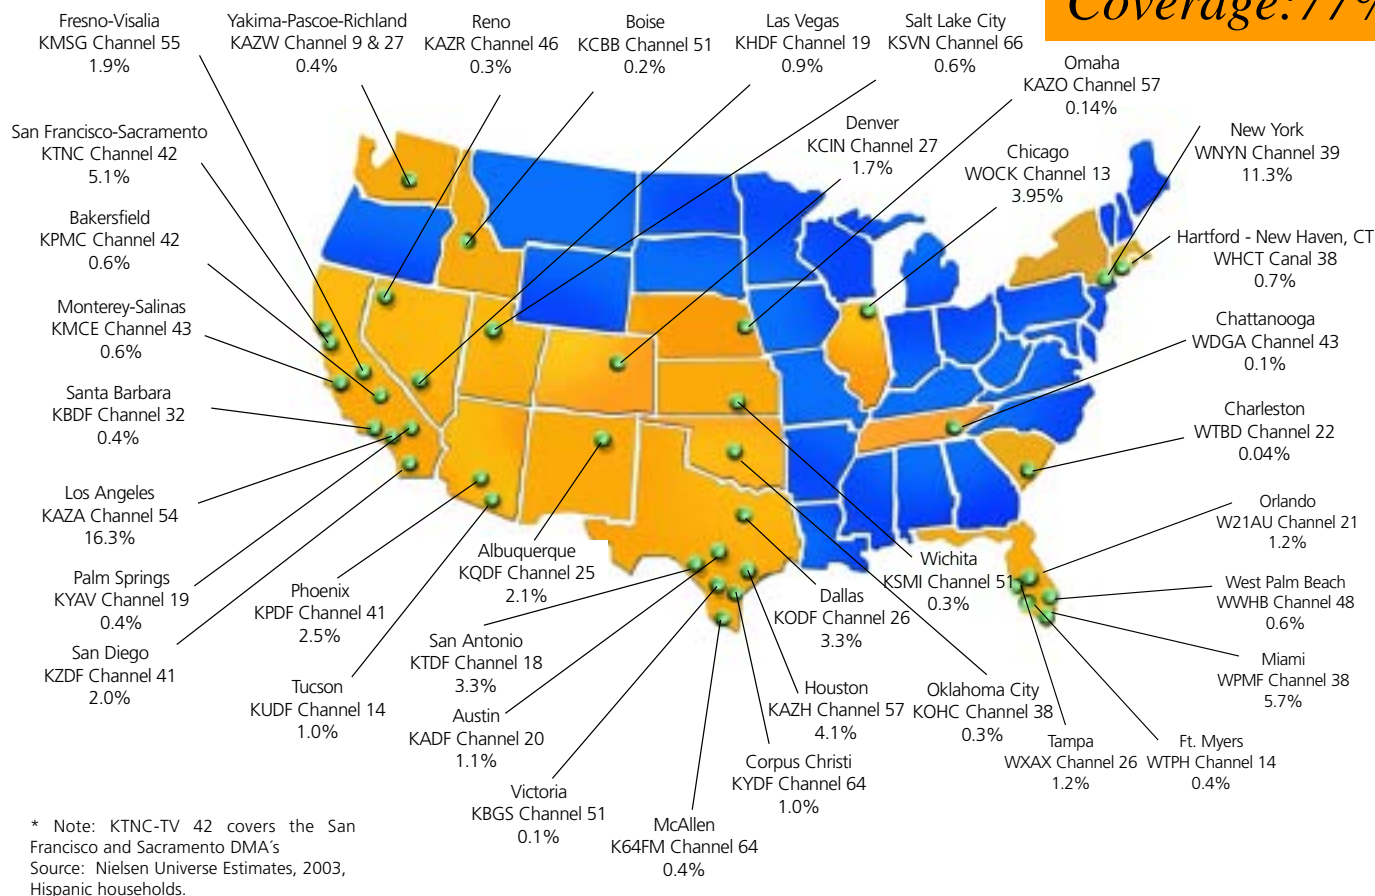 Coverage:77%
Fresno-Visalia
KMSG Channel 55
1.9%
Yakima-Pascoe-Richland
KAZW Channel 9 & 27
0.4%
Reno
KAZR Channel 46
0.3%
Boise
KCBB Channel 51
0.2%
Las Vegas
KHDF Channel 19
0.9%
Salt Lake City
KSVN Channel 66
0.6%
Omaha
KAZO Channel 57
0.14%
San Francisco-Sacramento
KTNC Channel 42
5.1%
Denver
KCIN Channel 27
1.7%
Chicago
WOCK Channel 13
3.95%
New York
WNYN Channel 39
11.3%
Bakersfield
KPMC Channel 42
0.6%
Hartford - New Haven, CT
WHCT Canal 38
0.7%
Monterey-Salinas
KMCE Channel 43
0.6%
Chattanooga
WDGA Channel 43
0.1%
Santa Barbara
KBDF Channel 32
0.4%
Charleston
WTBD Channel 22
0.04%
Los Angeles
KAZA Channel 54
16.3%
Orlando
W21AU Channel 21
1.2%
Palm Springs
KYAV Channel 19
0.4%
Phoenix
KPDF Channel 41
2.5%
Albuquerque
KQDF Channel 25
2.1%
Wichita
KSMI Channel 51
0.3%
Dallas
KODF Channel 26
3.3%
West Palm Beach
WWHB Channel 48
0.6%
San Diego
KZDF Channel 41
2.0%
San Antonio
KTDF Channel 18
3.3%
Miami
WPMF Channel 38
5.7%
Tucson
KUDF Channel 14
1.0%
Austin
KADF Channel 20
1.1%
Houston
KAZH Channel 57
4.1%
Oklahoma City
KOHC Channel 38
0.3%
Tampa
WXAX Channel 26
1.2%
Ft. Myers
WTPH Channel 14
0.4%
Corpus Christi
KYDF Channel 64
1.0%
Victoria
KBGS Channel 51
0.1%
McAllen
K64FM Channel 64
0.4%
* Note: KTNC-TV 42 covers the San
Francisco and Sacramento DMA´s
Source: Nielsen Universe Estimates, 2003,
Hispanic households.